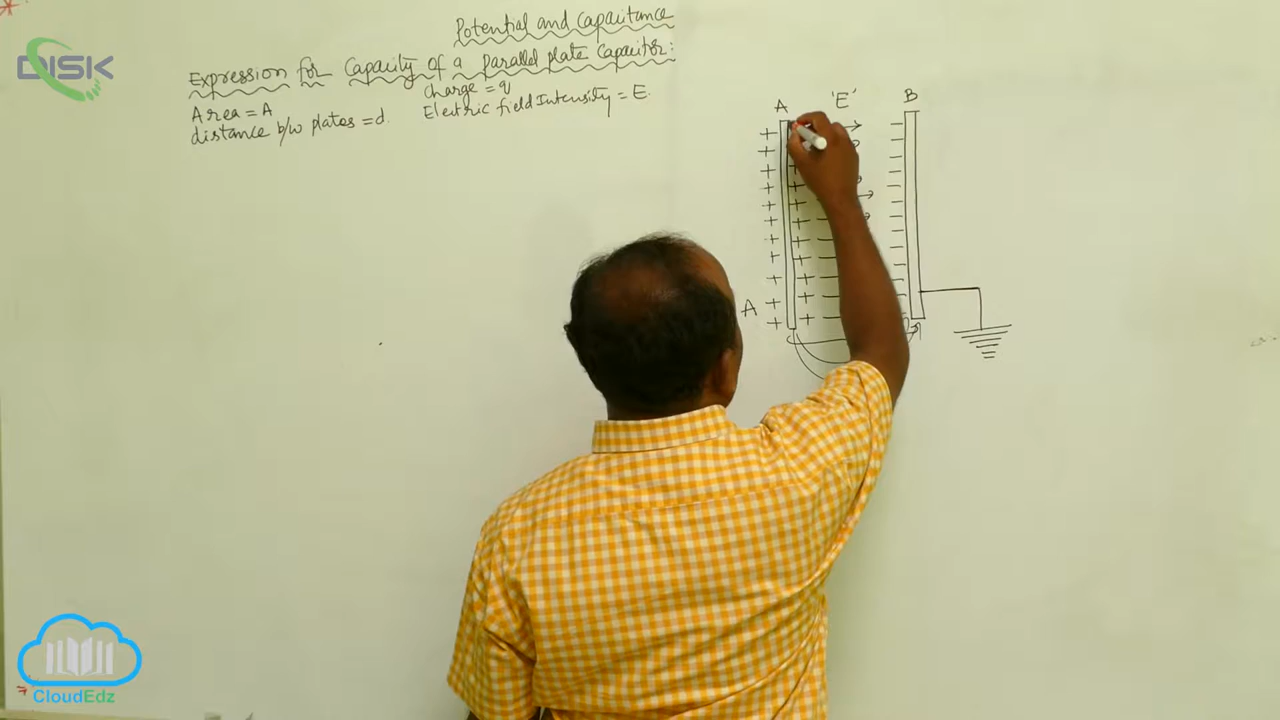 Potential and Capacitance
DISK
Expression for Capacity of a parallel plate Capacitor:
charge = q
Area = A
Electric field Intensity = E.
distance b/w plates = d.
A 'E' B
A
CloudEdz